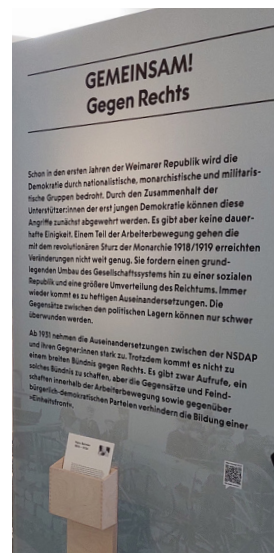 GEMEINSAM!
Gegen Rechts
Schon in den ersten Jahren der Weimarer Republik wird die
Demokratie durch nationalistische, monarchistische und militaris-
tische Gruppen bedroht. Durch den Zusammenhalt der
Unterstützer:innen der erst jungen Demokratie können diese
Angriffe zunächst abgewehrt werden. Es gibt aber keine dauer-
hafte Einigkeit. Einem Teil der Arbeiterbewegung gehen die
mit dem revolutionären Sturz der Monarchie 1918/1919 erreichten
Veränderungen nicht weit genug. Sie fordern einen grund-
legenden Umbau des Gesellschaftssystems hin zu einer sozialen
Republik und eine größere Umverteilung des Reichtums. Immer
wieder kommt es zu heftigen Auseinandersetzungen. Die
Gegensätze zwischen den politischen Lagern können nur schwer
überwunden werden.
Ab 1931 nehmen die Auseinandersetzungen zwischen der NSDAP
und ihren Gegner:innen stark zu. Trotzdem kommt es nicht zu
einem breiten Bündnis gegen Rechts. Es gibt zwar Aufrufe, ein
solches Bündnis zu schaffen, aber die Gegensätze und Feind-
schaften innerhalb der Arbeiterbewegung sowie gegenüber
bürgerlich-demokratischen Parteien verhindern die Bildung einer
»Einheitsfront«.